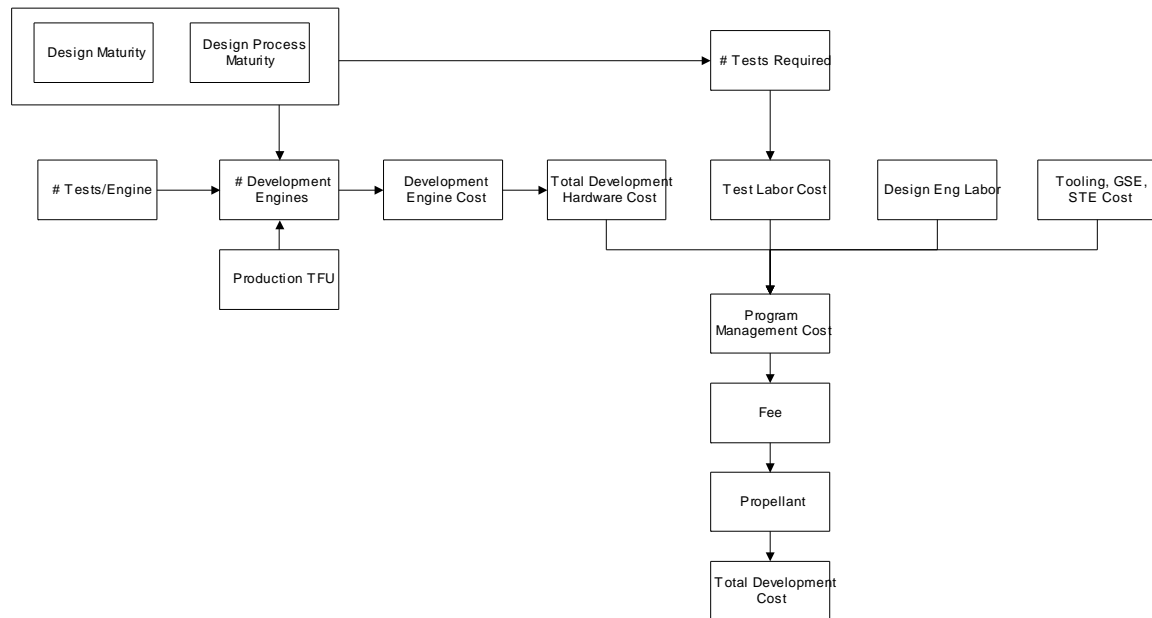 Design Maturity
Design Process
Maturity
# Tests Required
# Tests/Engine
# Development
Engines
Development
Engine Cost
Total Development
Hardware Cost
Test Labor Cost
Design Eng Labor
Tooling, GSE,
STE Cost
Production TFU
Program
Management Cost
Fee
Propellant
Total Development
Cost